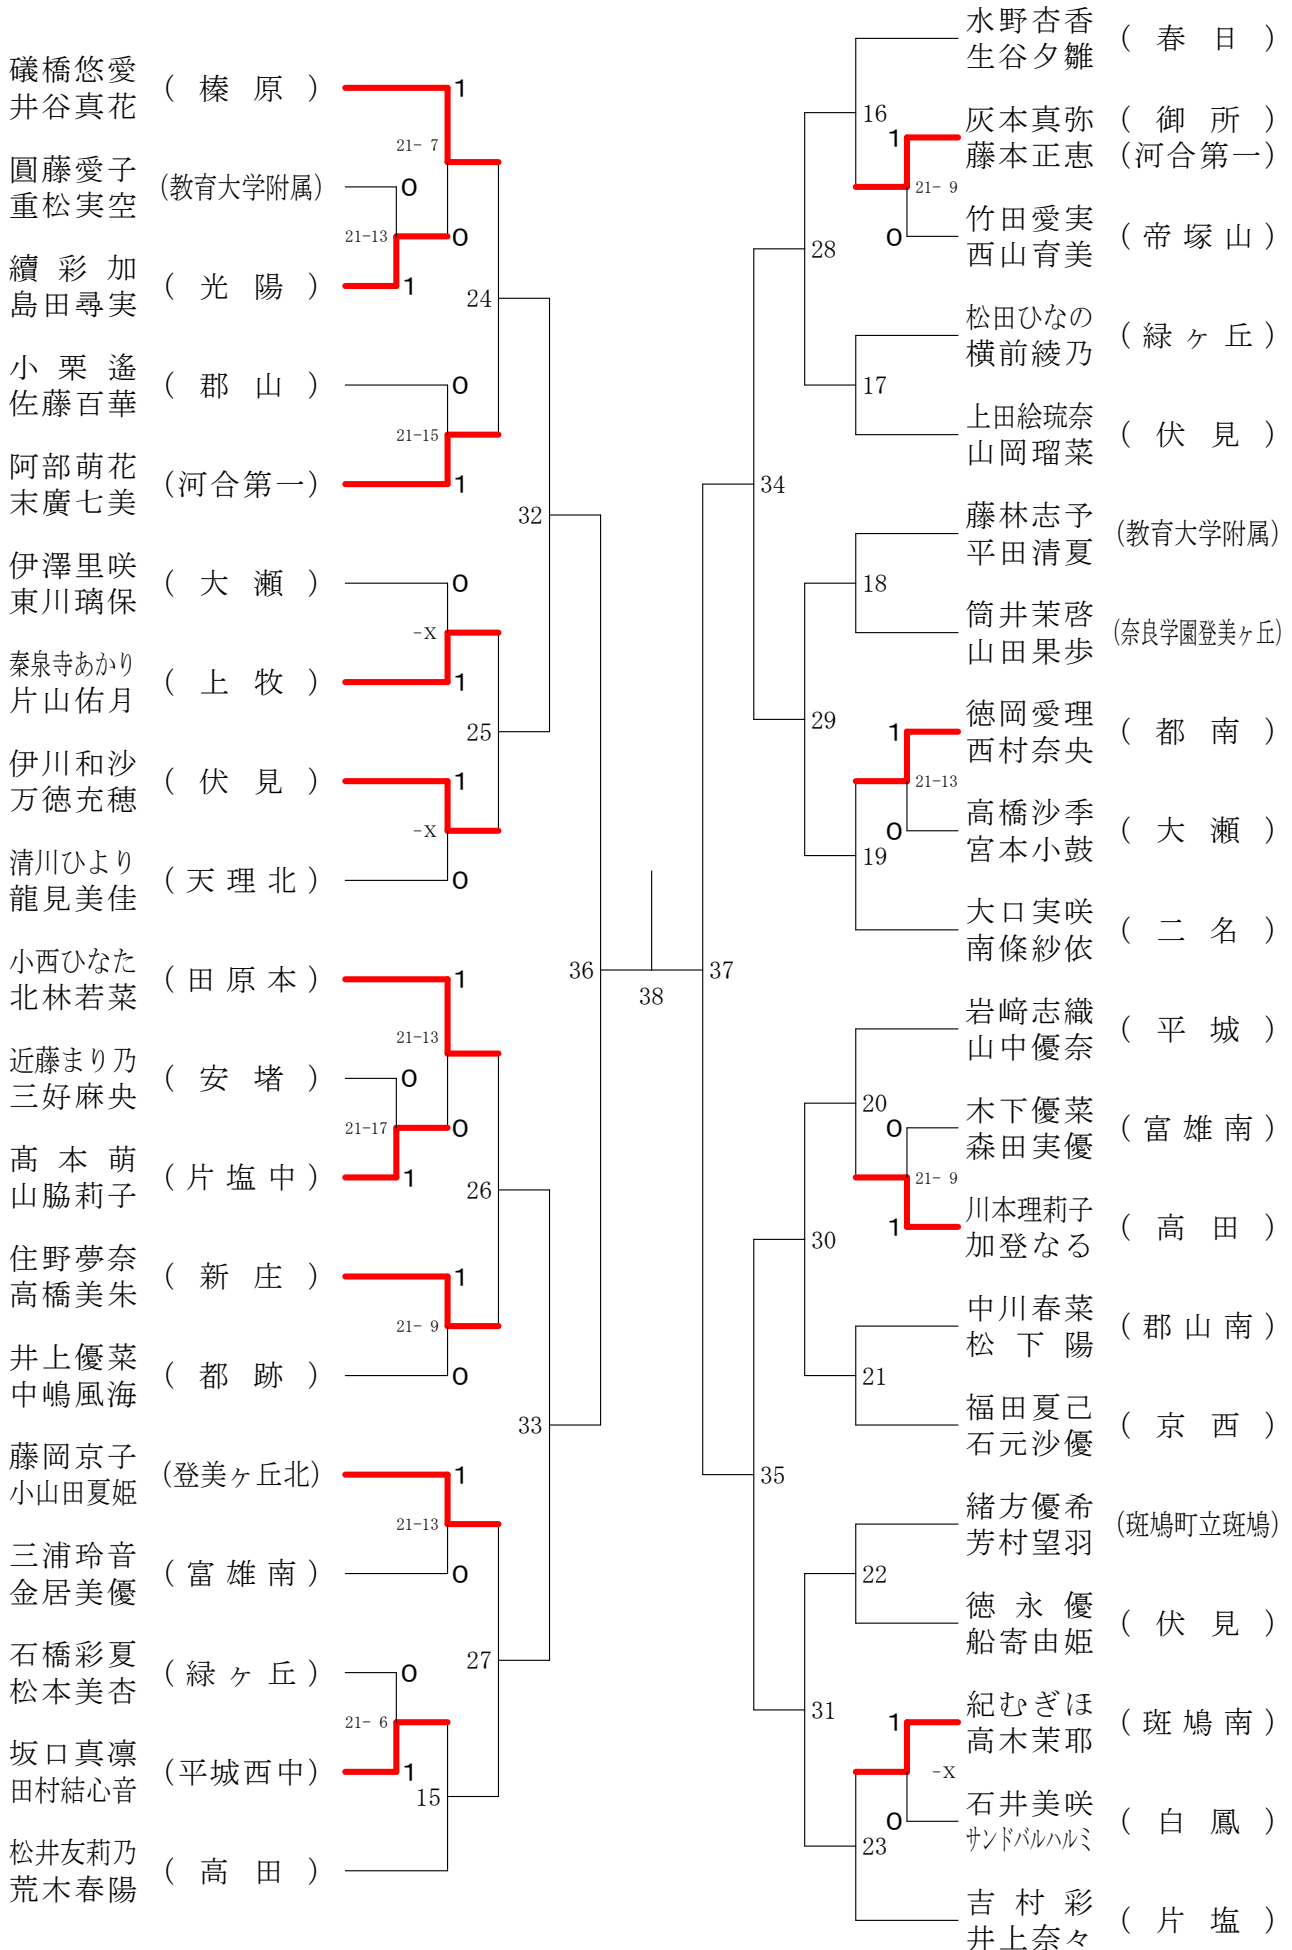 礒橋悠愛
井谷真花
( 榛原 )
1
21- 7
圓藤愛子
重松実空
(教育大学附属)
0
21-13
0
續彩加
島田尋実
( 光陽 )
1
24
小栗遙
佐藤百華
( 郡山 )
0
21-15
阿部萌花
末廣七美
(河合第一)
1
32
伊澤里咲
東川璃保
( 大瀬 )
0
-X
秦泉寺あかり
片山佑月
( 上牧 )
1
25
伊川和沙
万徳充穂
( 伏見 )
1
-X
清川ひより
龍見美佳
( 天理北 )
0
小西ひなた
北林若菜
( 田原本 )
1
36
21-13
近藤まり乃
三好麻央
( 安堵 )
0
21-17
0
髙本萌
山脇莉子
( 片塩中 )
1
26
住野夢奈
高橋美朱
( 新庄 )
1
21- 9
井上優菜
中嶋風海
( 都跡 )
0
33
藤岡京子
小山田夏姫
(登美ヶ丘北)
1
21-13
三浦玲音
金居美優
( 富雄南 )
0
石橋彩夏
松本美杏
( 緑ヶ丘 )
0
27
21- 6
坂口真凛
田村結心音
(平城西中)
1
15
松井友莉乃
荒木春陽
( 高田 )
38
水野杏香
生谷夕雛
( 春日 )
16
灰本真弥
藤本正恵
( 御所 )
(河合第一)
1
21- 9
竹田愛実
西山育美
( 帝塚山 )
0
28
松田ひなの
横前綾乃
( 緑ヶ丘 )
17
上田絵琉奈
山岡瑠菜
( 伏見 )
34
藤林志予
平田清夏
(教育大学附属)
18
筒井茉啓
山田果歩
(奈良学園登美ヶ丘)
29
徳岡愛理
西村奈央
( 都南 )
1
21-13
高橋沙季
宮本小鼓
( 大瀬 )
0
19
大口実咲
南條紗依
( 二名 )
37
岩﨑志織
山中優奈
( 平城 )
20
木下優菜
森田実優
( 富雄南 )
0
21- 9
川本理莉子
加登なる
( 高田 )
1
30
中川春菜
松下陽
( 郡山南 )
21
福田夏己
石元沙優
( 京西 )
35
緒方優希
芳村望羽
(斑鳩町立斑鳩)
22
徳永優
船寄由姫
( 伏見 )
31
紀むぎほ
高木茉耶
( 斑鳩南 )
1
-X
石井美咲
サンドバルハルミ
( 白鳳 )
0
23
吉村彩
井上奈々
( 片塩 )